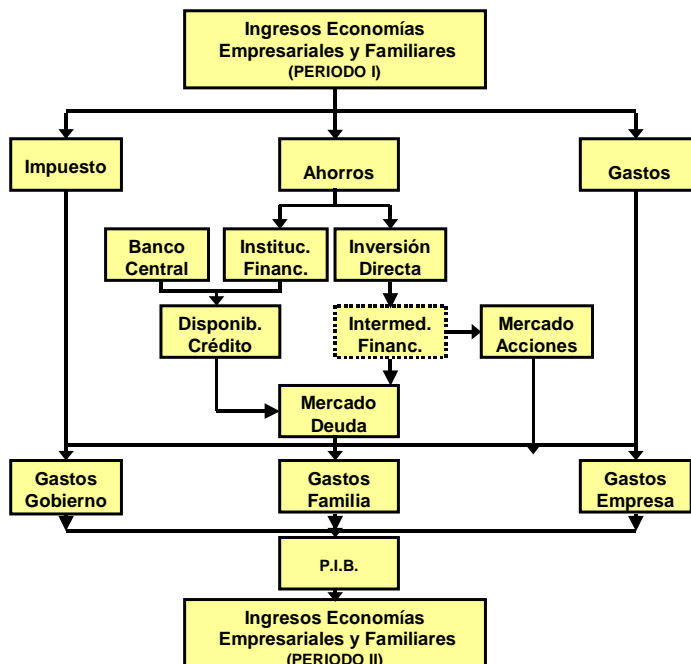 Ingresos Economías
Empresariales y Familiares
(PERIODO I)
Impuesto
Ahorros
Gastos
Banco
Central
Instituc.
Financ.
Inversión
Directa
Disponib.
Crédito
Intermed.
Financ.
Mercado
Acciones
Mercado
Deuda
Gastos
Gobierno
Gastos
Familia
Gastos
Empresa
P.I.B.
Ingresos Economías
Empresariales y Familiares
(PERIODO II)